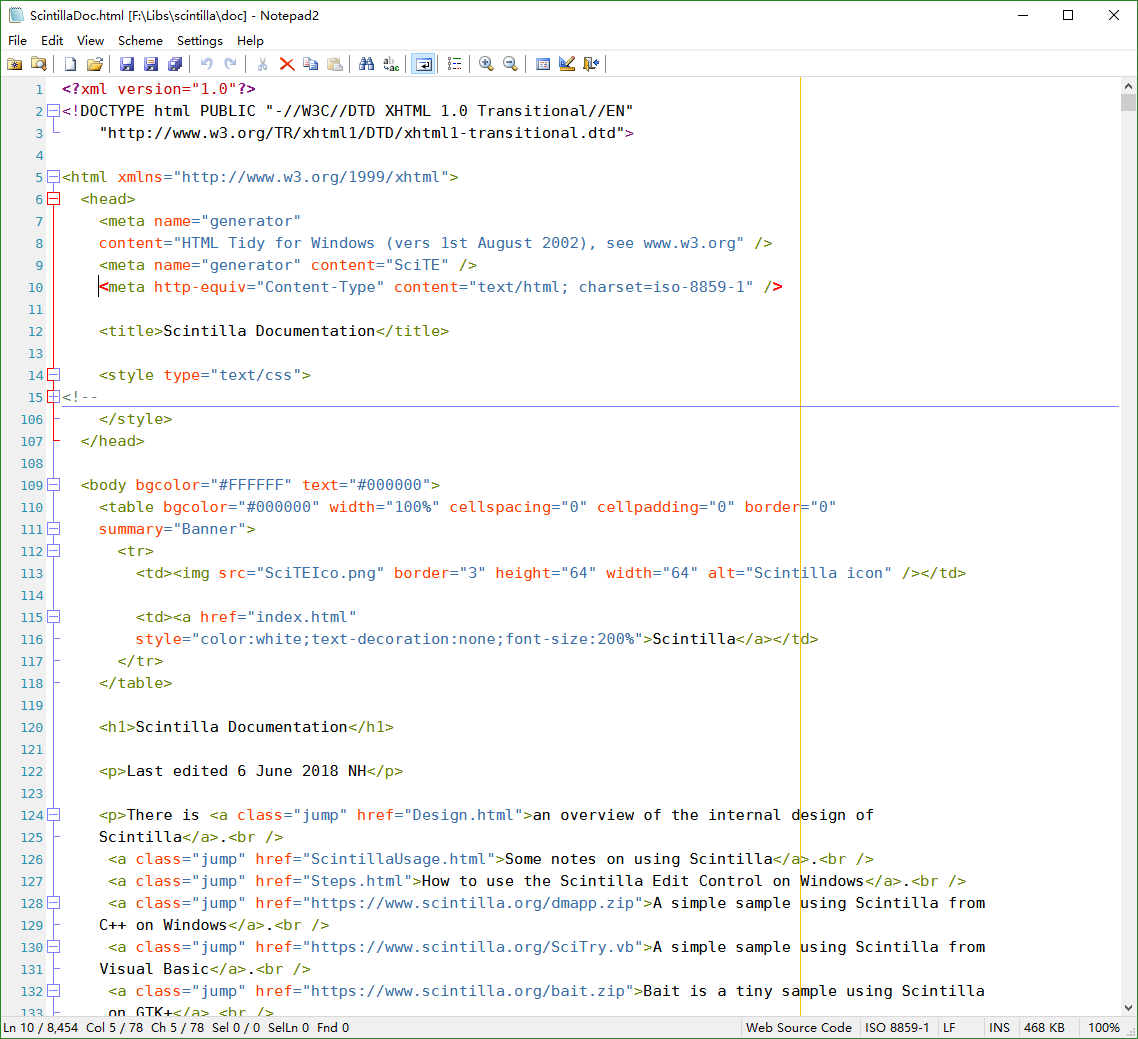 ScintillaDoc.html [F:\Libs\scintilla\doc] - Notepad2
File Edit View Scheme Settings Help
1 <?xml version="1.0"?>
2 <!DOCTYPE html PUBLIC "-//W3C//DTD XHTML 1.0 Transitional//EN"
3 "http://www.w3.org/TR/xhtml1/DTD/xhtml1-transitional.dtd">
4
5 <html xmlns="http://www.w3.org/1999/xhtml">
6 <head>
7 <meta name="generator"
8 content="HTML Tidy for Windows (vers 1st August 2002), see www.w3.org" />
9 <meta name="generator" content="SciTE" />
10 <meta http-equiv="Content-Type" content="text/html; charset=iso-8859-1" />
11
12 <title>Scintilla Documentation</title>
13
14 <style type="text/css">
15 <!--
106 </style>
107 </head>
108
109 <body bgcolor="#FFFFFF" text="#000000">
110 <table bgcolor="#000000" width="100%" cellspacing="0" cellpadding="0" border="0"
111 summary="Banner">
112 <tr>
113 <td><img src="SciTEIco.png" border="3" height="64" width="64" alt="Scintilla icon" /></td>
114
115 <td><a href="index.html"
116 style="color:white;text-decoration:none;font-size:200%">Scintilla</a></td>
117 </tr>
118 </table>
119
120 <h1>Scintilla Documentation</h1>
121
122 <p>Last edited 6 June 2018 NH</p>
123
124 <p>There is <a class="jump" href="Design.html">an overview of the internal design of
125 Scintilla</a>.<br />
126 <a class="jump" href="ScintillaUsage.html">Some notes on using Scintilla</a>.<br />
127 <a class="jump" href="Steps.html">How to use the Scintilla Edit Control on Windows</a>.<br />
128 <a class="jump" href="https://www.scintilla.org/dmapp.zip">A simple sample using Scintilla from
129 C++ on Windows</a>.<br />
130 <a class="jump" href="https://www.scintilla.org/SciTry.vb">A simple sample using Scintilla from
131 Visual Basic</a>.<br />
132 <a class="jump" href="https://www.scintilla.org/bait.zip">Bait is a tiny sample using Scintilla
133 on GTK+</a>.<br />
Ln 10 / 8,454 Col 5 / 78 Ch 5 / 78 Sel 0 / 0 SelLn 0 Fnd 0 Web Source Code ISO 8859-1 LF INS 468 KB 100%